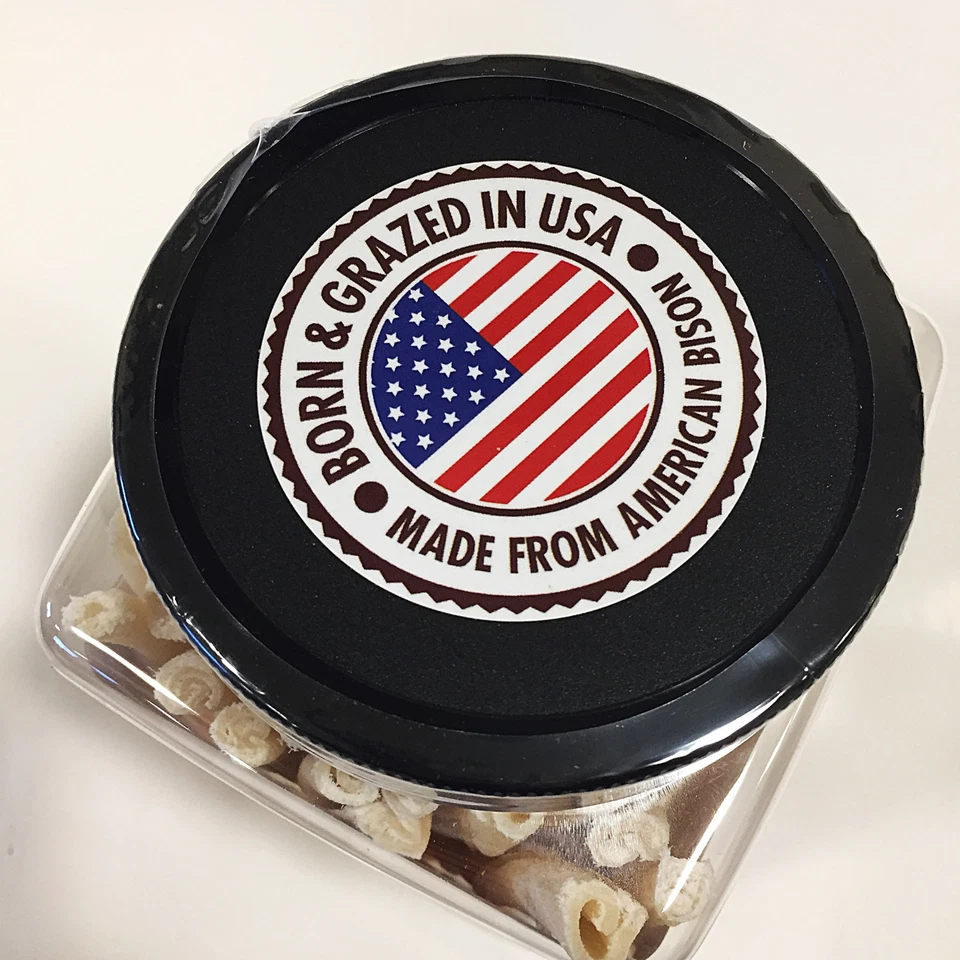 BORN & GRAZED IN USA
MADE FROM AMERICAN BISON